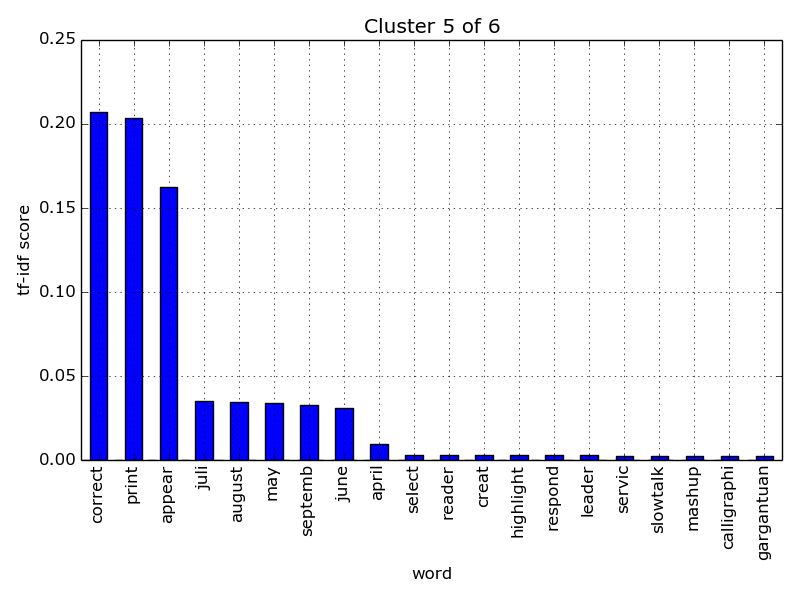 Cluster 5 of 6
0.25
0.20
0.15
0.10
0.05
0.00
tf-idf score
correct
print
appear
juli
august
may
septemb
june
april
select
reader
creat
highlight
respond
leader
servic
slowtalk
mashup
calligraphi
gargantuan
word